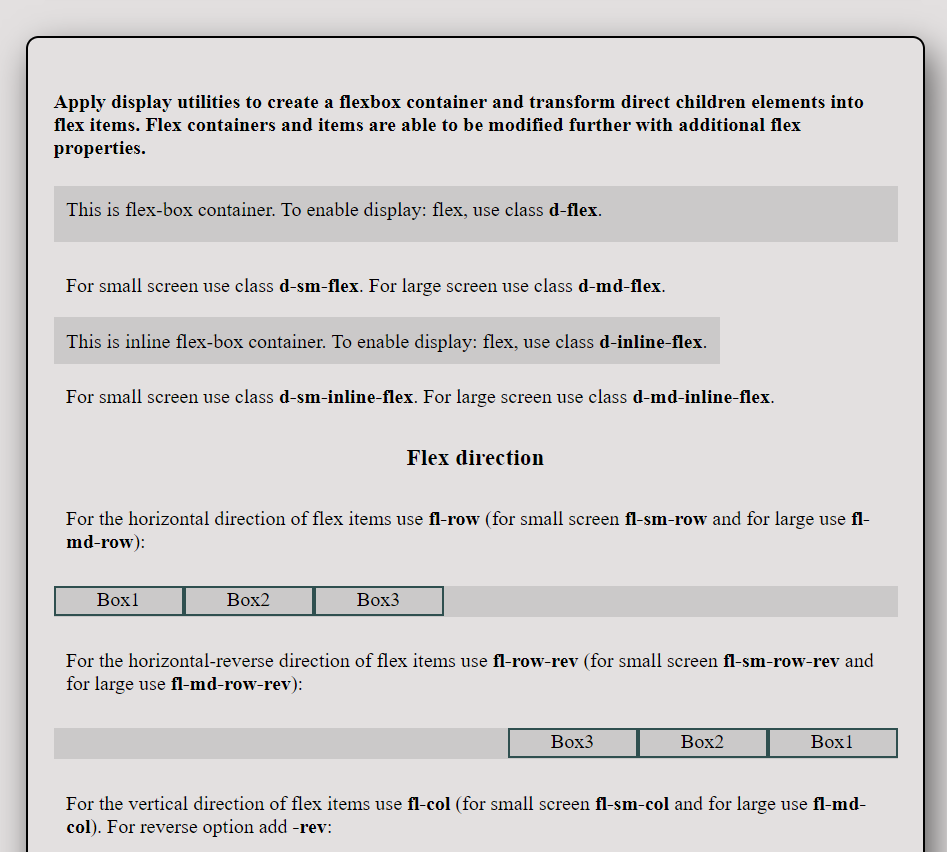 Apply display utilities to create a flexbox container and transform direct children elements into
flex items. Flex containers and items are able to be modified further with additional flex
properties.
This is flex-box container. To enable display: flex, use class d-flex.
For small screen use class d-sm-flex. For large screen use class d-md-flex.
This is inline flex-box container. To enable display: flex, use class d-inline-flex.
For small screen use class d-sm-inline-flex. For large screen use class d-md-inline-flex.
Flex direction
For the horizontal direction of flex items use fl-row (for small screen fl-sm-row and for large use fl-
md-row):
Box1 Box2 Box3
For the horizontal-reverse direction of flex items use fl-row-rev (for small screen fl-sm-row-rev and
for large use fl-md-row-rev):
Box3 Box2 Box1
For the vertical direction of flex items use fl-col (for small screen fl-sm-col and for large use fl-md-
col). For reverse option add -rev: